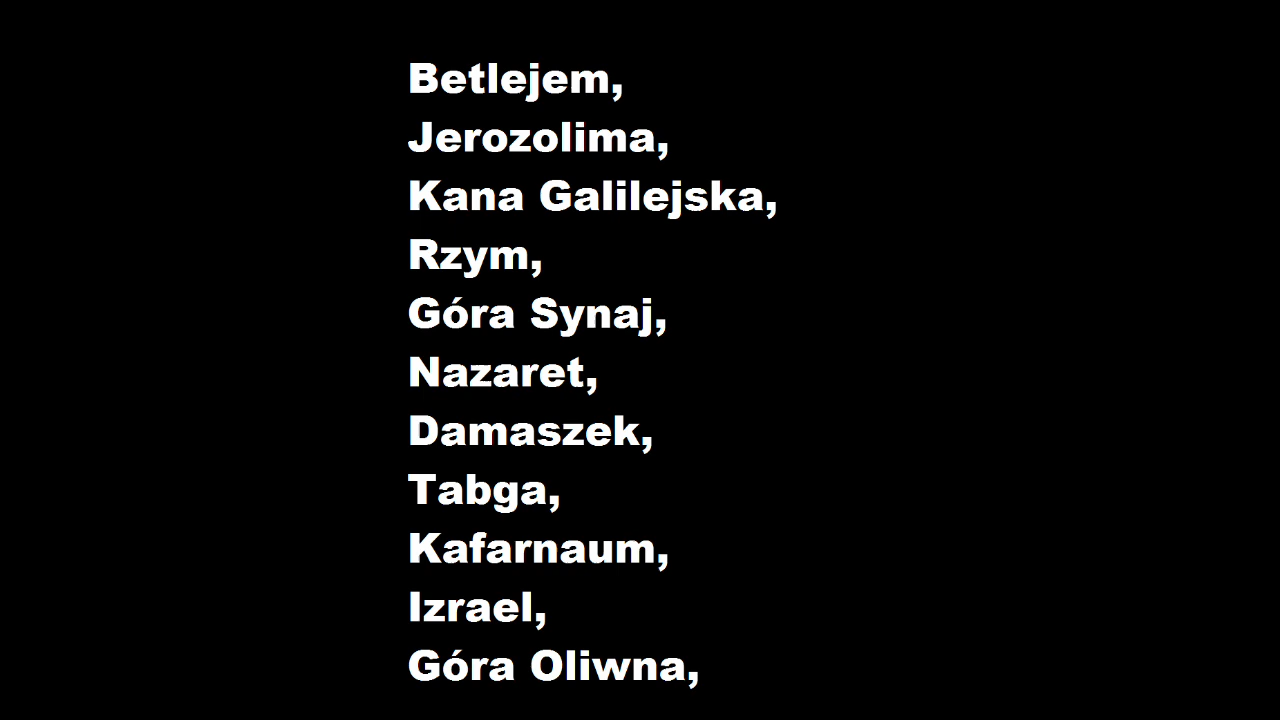 Betlejem,
Jerozolima,
Kana Galilejska,
Rzym,
Góra Synaj,
Nazaret,
Damaszek,
Tabga,
Kafarnaum,
Izrael,
Góra Oliwna,